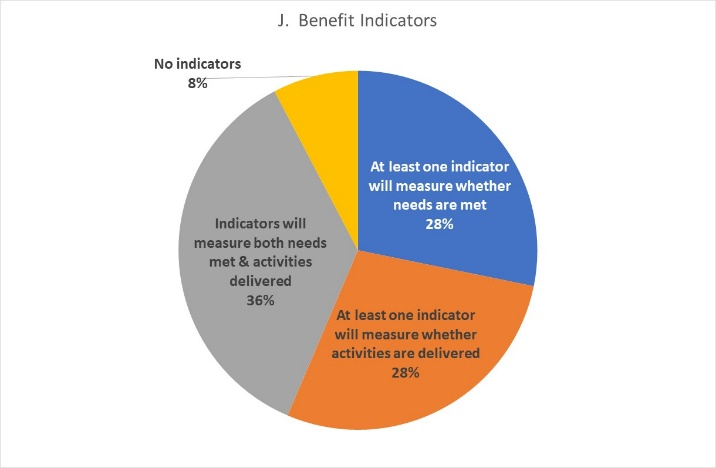 J.  Benefit Indicators
No indicators
8%
At least one indicator
will measure whether
needs are met
28%
Indicators will
measure both needs
met & activities
delivered
36%
At least one indicator
will measure whether
activities are delivered
28%